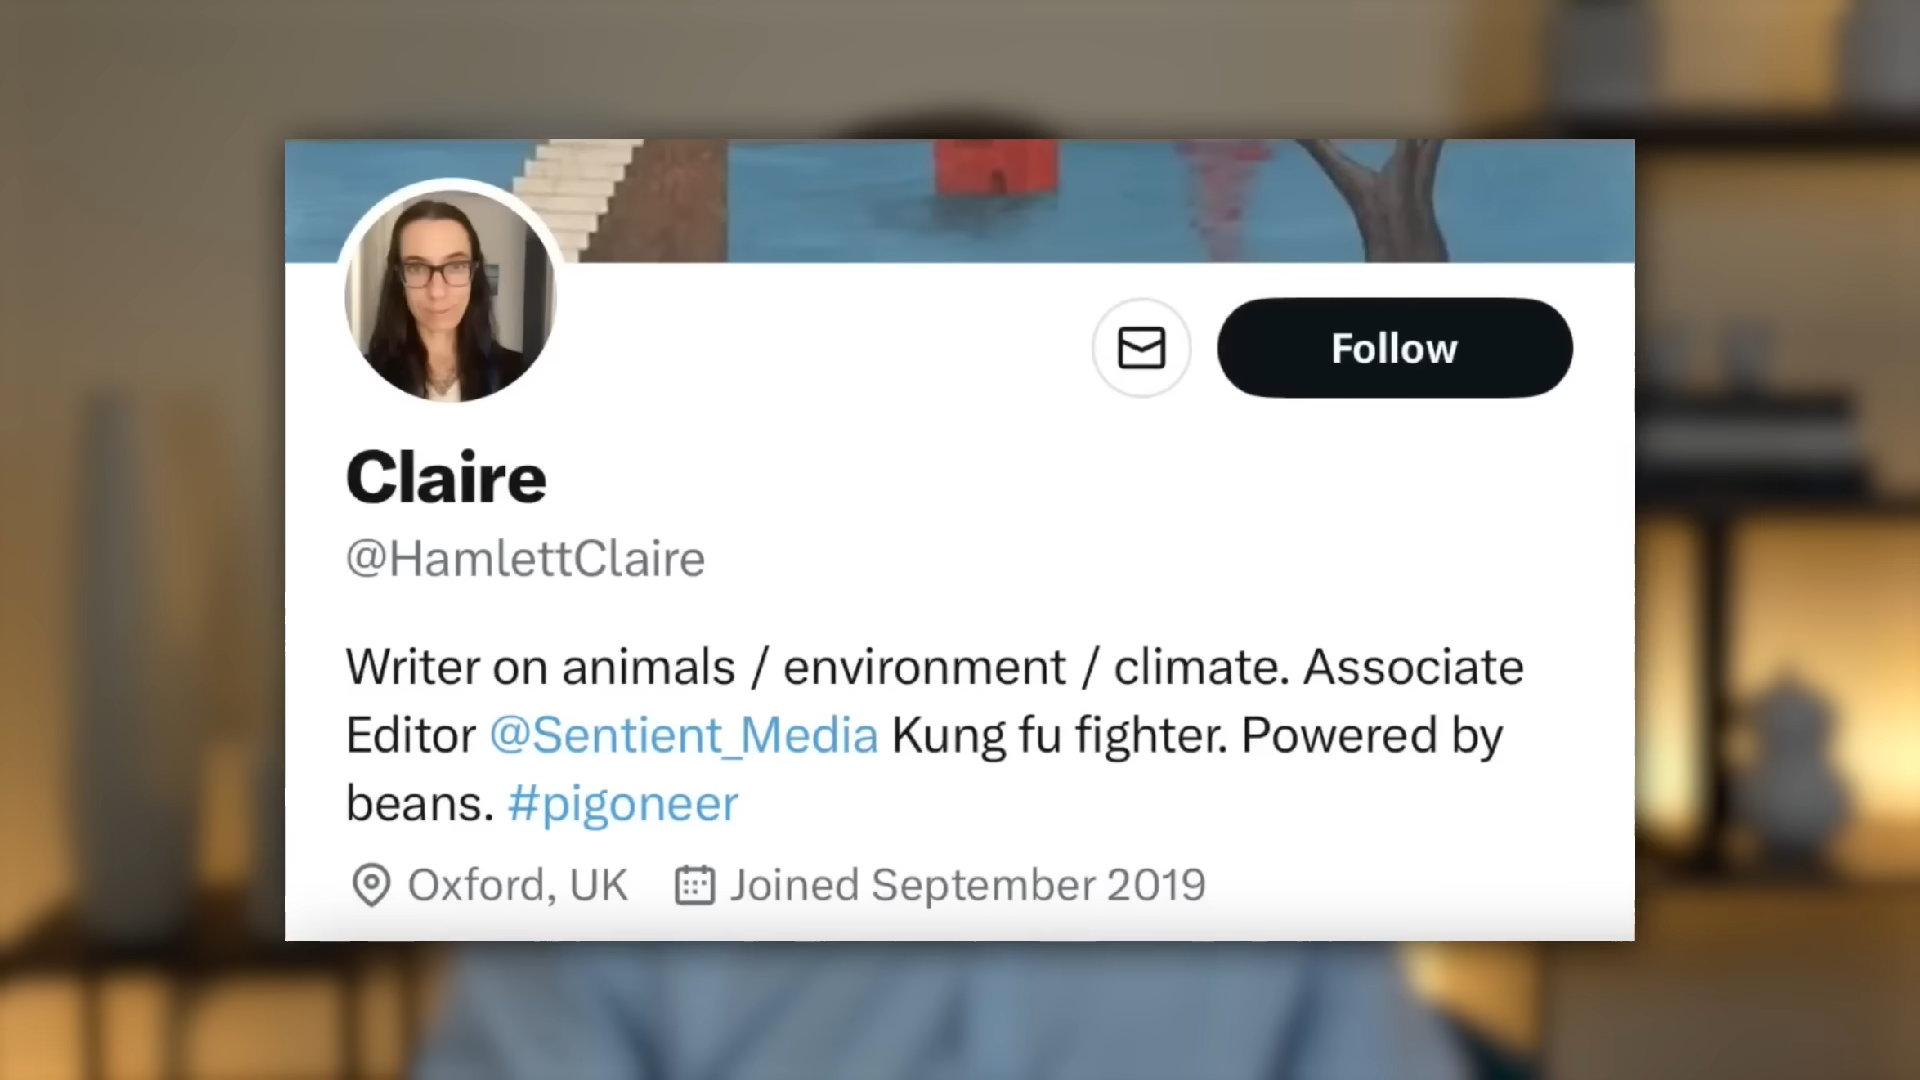 Follow
Claire
@HamlettClaire
Writer on animals / environment / climate. Associate
Editor @Sentient_Media Kung fu fighter. Powered by
beans. #pigoneer
Oxford, UK Joined September 2019